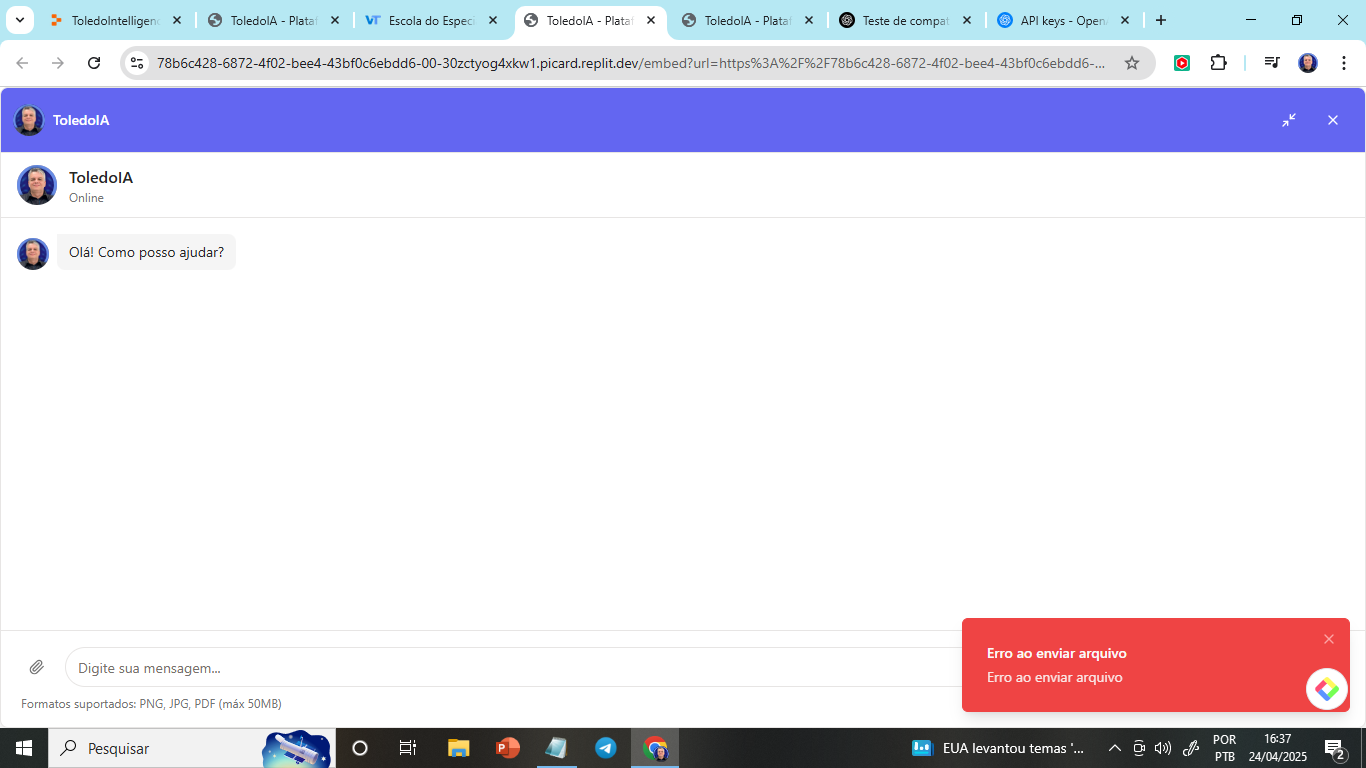 ToledoIntelligenc
ToledoIA - Plataf
Escola do Especi
ToledoIA - Plataf
ToledoIA - Plataf
Teste de compat
API keys - OpenA
78b6c428-6872-4f02-bee4-43bf0c6ebdd6-00-30zctyog4xkw1.picard.replit.dev/embed?url=https%3A%2F%2F78b6c428-6872-4f02-bee4-43bf0c6ebdd6-...
ToledoIA
ToledoIA
Online
Olá! Como posso ajudar?
Digite sua mensagem...
Formatos suportados: PNG, JPG, PDF (máx 50MB)
Erro ao enviar arquivo
Erro ao enviar arquivo
Pesquisar
EUA levantou temas '...
POR
PTB
16:37
24/04/2025
2